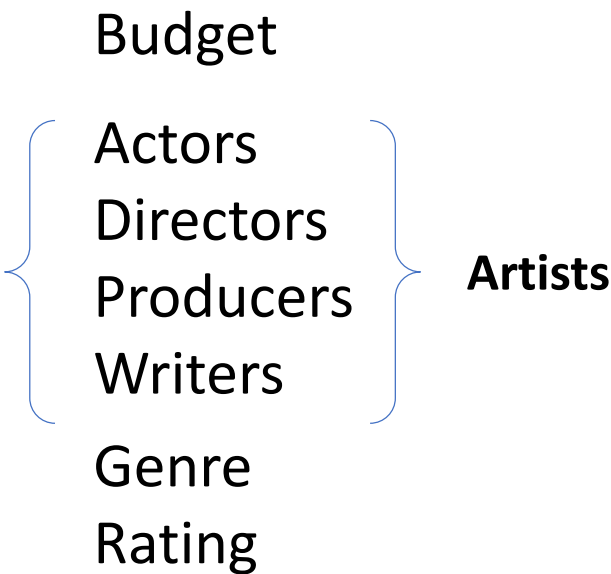 Budget
Actors
Directors
Producers
Writers
Artists
Genre
Rating